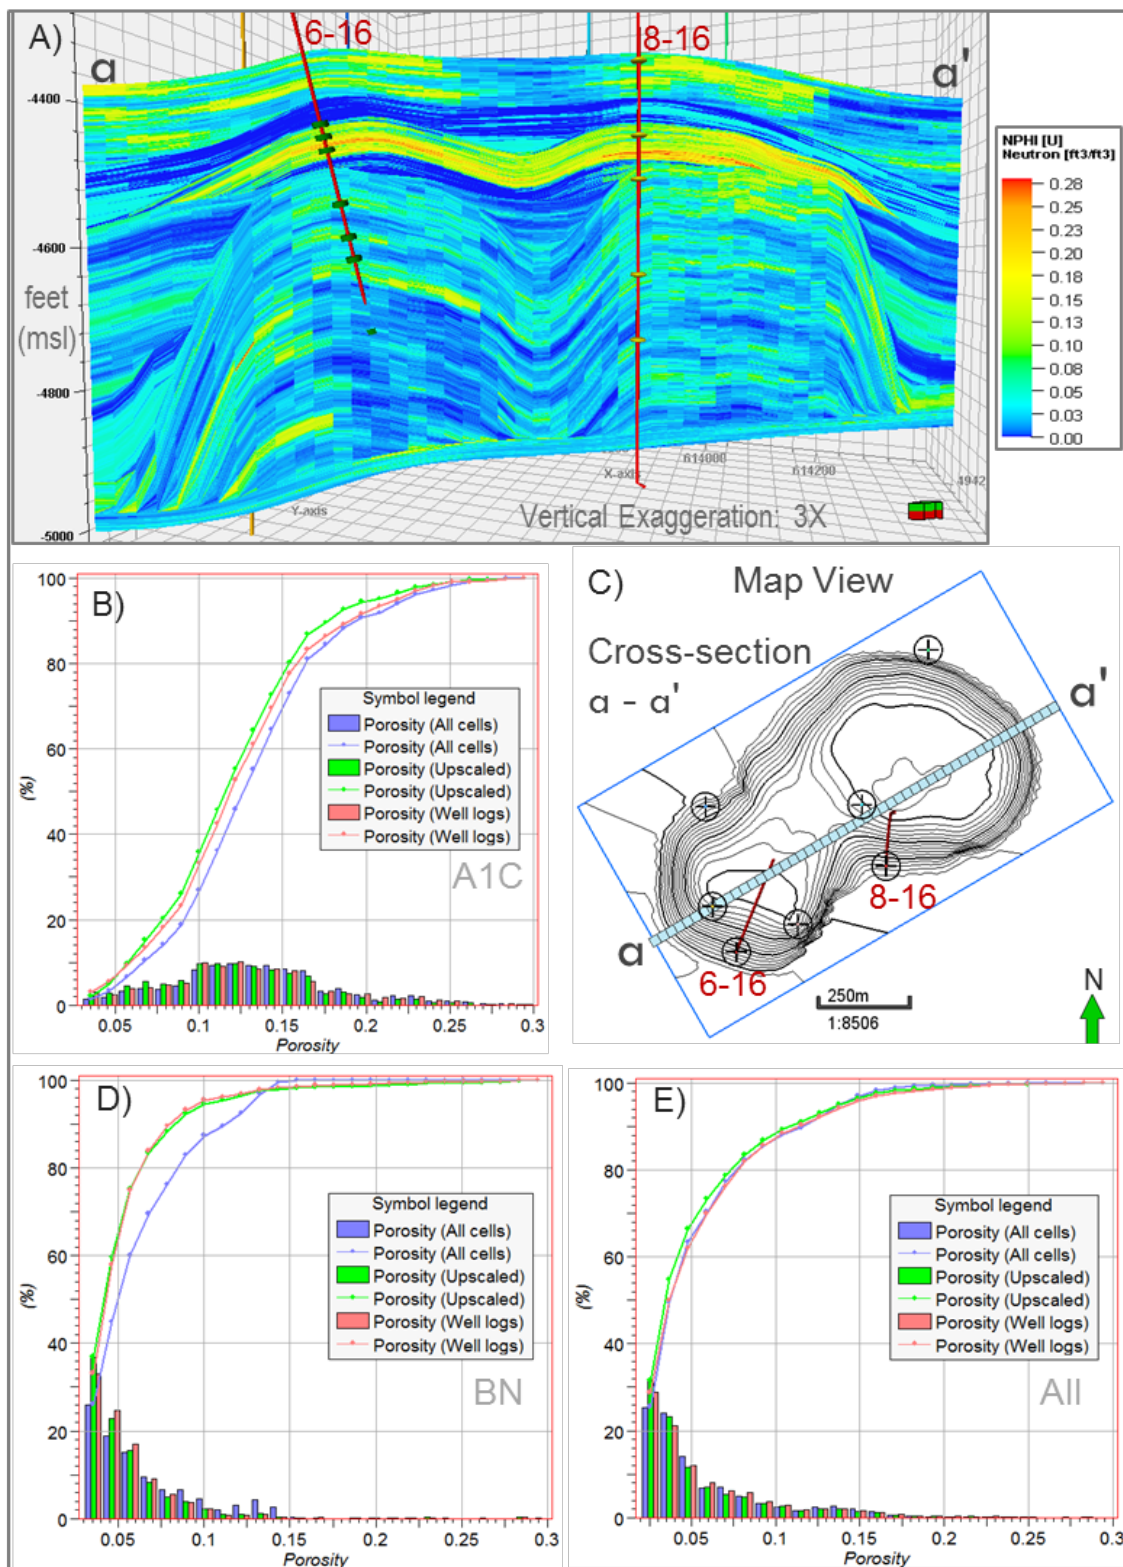 A)
6-16
8-16
a
a'
-4400
-4600
feet
(msl)
-4800
-5000
Y-axis
X-axis
614000
614200
4942
Vertical Exaggeration: 3X
NPHI [U]
Neutron [ft3/ft3]
0.28
0.25
0.23
0.20
0.18
0.15
0.13
0.10
0.08
0.05
0.03
0.00
B)
100
80
60
40
20
0
(%)
Symbol legend
Porosity (All cells)
Porosity (All cells)
Porosity (Upscaled)
Porosity (Upscaled)
Porosity (Well logs)
Porosity (Well logs)
A1C
0.05 0.1 0.15 0.2 0.25 0.3
Porosity
C)
Map View
Cross-section
a - a'
a'
a
8-16
6-16
250m
1:8506
N
D)
100
80
60
40
20
0
(%)
Symbol legend
Porosity (All cells)
Porosity (All cells)
Porosity (Upscaled)
Porosity (Upscaled)
Porosity (Well logs)
Porosity (Well logs)
BN
0.05 0.1 0.15 0.2 0.25 0.3
Porosity
E)
100
80
60
40
20
0
(%)
Symbol legend
Porosity (All cells)
Porosity (All cells)
Porosity (Upscaled)
Porosity (Upscaled)
Porosity (Well logs)
Porosity (Well logs)
All
0.05 0.1 0.15 0.2 0.25 0.3
Porosity